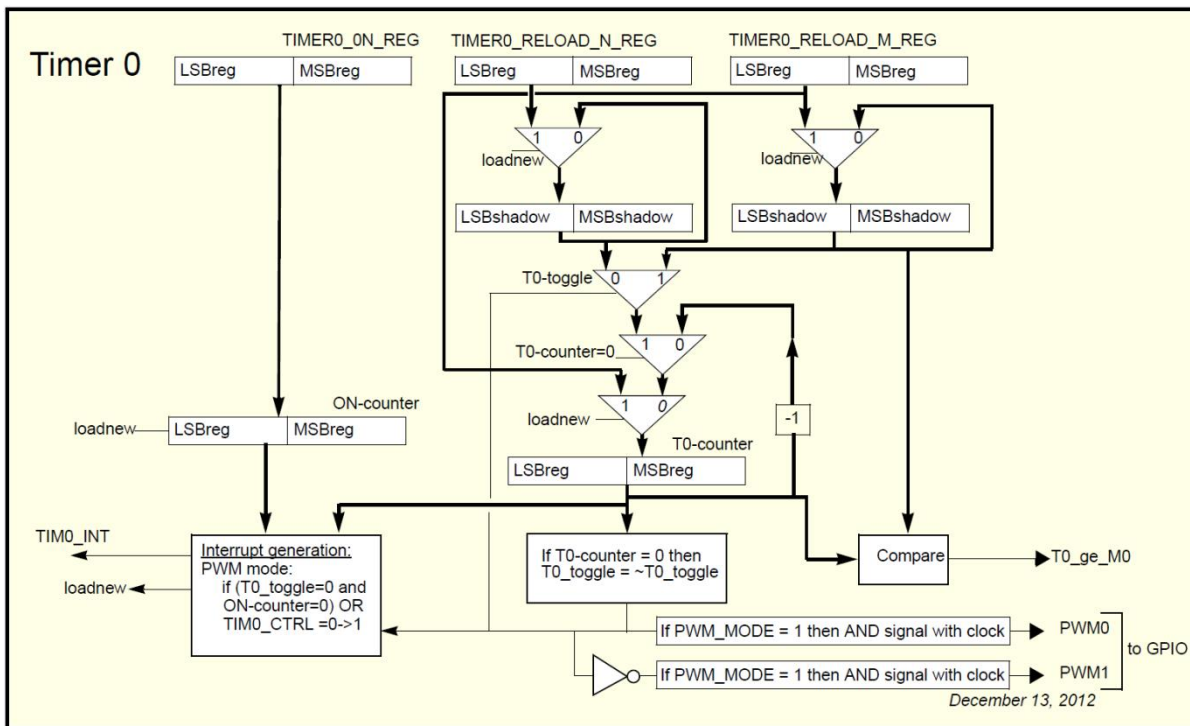 Timer 0
TIMER0_0N_REG
TIMER0_RELOAD_N_REG
TIMER0_RELOAD_M_REG
LSBreg MSBreg
LSBreg MSBreg
LSBreg MSBreg
1 0
loadnew
1 0
loadnew
LSBshadow MSBshadow
LSBshadow MSBshadow
T0-toggle
0 1
1 0
T0-counter=0
ON-counter
1 0
loadnew
-1
loadnew
LSBreg MSBreg
T0-counter
LSBreg MSBreg
TIM0_INT
loadnew
Interrupt generation:
PWM mode:
if (T0_toggle=0 and
ON-counter=0) OR
TIM0_CTRL =0->1
If T0-counter = 0 then
T0_toggle = ~T0_toggle
Compare
T0_ge_M0
If PWM_MODE = 1 then AND signal with clock
PWM0
to GPIO
If PWM_MODE = 1 then AND signal with clock
PWM1
December 13, 2012